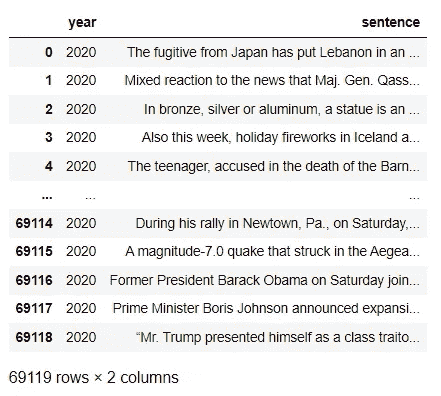 year sentence
0 2020 The fugitive from Japan has put Lebanon in an ...
1 2020 Mixed reaction to the news that Maj. Gen. Qass...
2 2020 In bronze, silver or aluminum, a statue is an ...
3 2020 Also this week, holiday fireworks in Iceland a...
4 2020 The teenager, accused in the death of the Barn...
... ... ...
69114 2020 During his rally in Newtown, Pa., on Saturday,...
69115 2020 A magnitude-7.0 quake that struck in the Aegea...
69116 2020 Former President Barack Obama on Saturday join...
69117 2020 Prime Minister Boris Johnson announced expansi...
69118 2020 “Mr. Trump presented himself as a class traito...
69119 rows × 2 columns